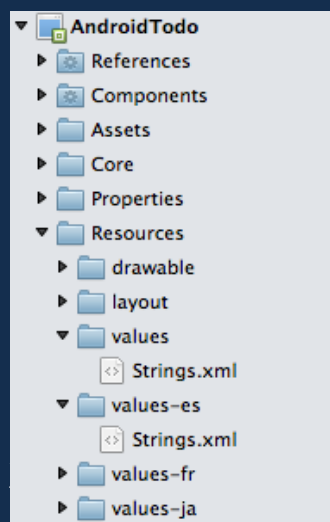 AndroidTodo
References
Components
Assets
Core
Properties
Resources
drawable
layout
values
Strings.xml
values-es
Strings.xml
values-fr
values-ja